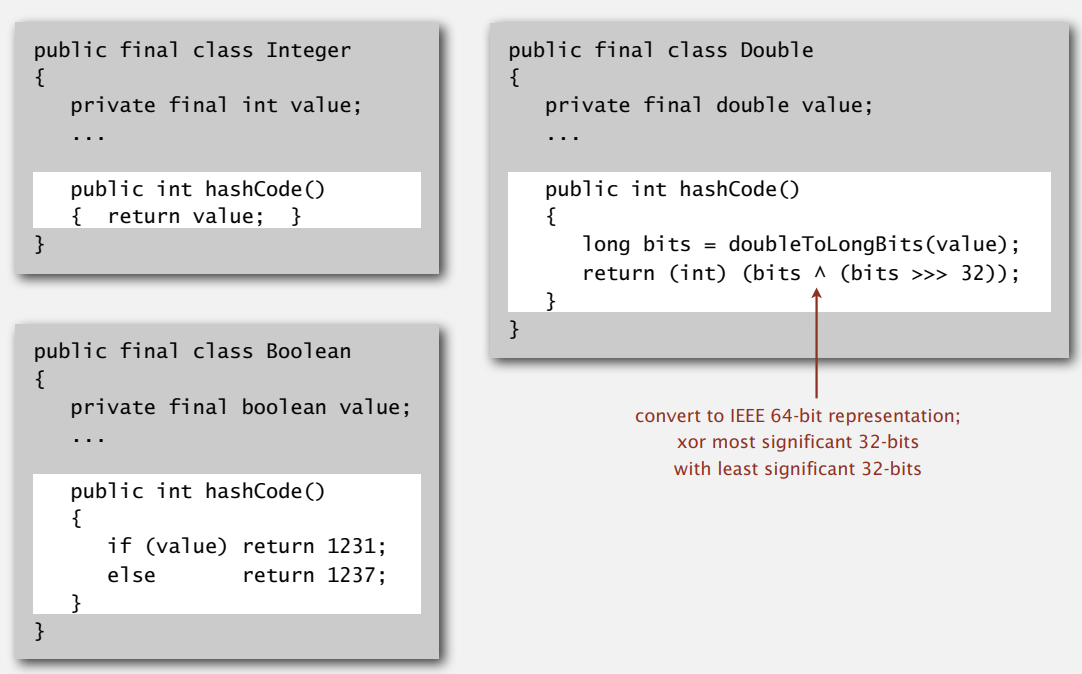 public final class Integer
{
   private final int value;
   ...

   public int hashCode()
   {  return value;  }
}

public final class Boolean
{
   private final boolean value;
   ...

   public int hashCode()
   {
      if (value) return 1231;
      else       return 1237;
   }
}

public final class Double
{
   private final double value;
   ...

   public int hashCode()
   {
      long bits = doubleToLongBits(value);
      return (int) (bits ^ (bits >>> 32));
   }
}

convert to IEEE 64-bit representation;
xor most significant 32-bits
with least significant 32-bits